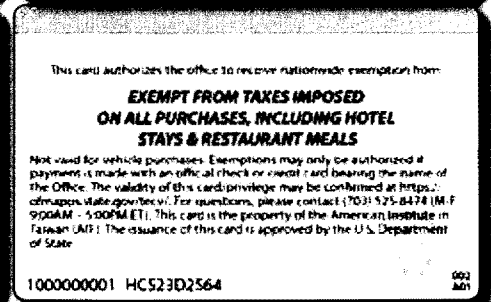 This card authorizes the office to receive nationwide exemption from:
EXEMPT FROM TAXES IMPOSED
ON ALL PURCHASES, INCLUDING HOTEL
STAYS & RESTAURANT MEALS
Not valid for vehicle purchases. Exemptions may only be authorized if
payment is made with an official check or credit card bearing the name of
the Office. The validity of this card/privilege may be confirmed at https:/
ofmapps.state.gov/tecv/. For questions, please contact (703) 525-8474 (M-F
9:00AM - 5:00PM ET). This card is the property of the American Institute in
Taiwan (AIT). The issuance of this card is approved by the U.S. Department
of State
1000000001 HC523D2564
002
A01